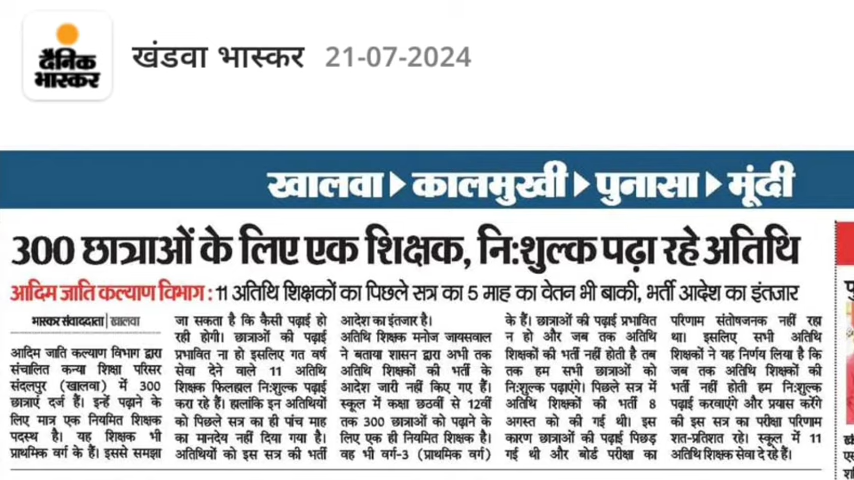 दैनिक
भास्कर
खंडवा भास्कर 21-07-2024
खालवा कालमुखी पुनासा मूंदी
300 छात्राओं के लिए एक शिक्षक, नि:शुल्क पढ़ा रहे अतिथि
आदिम जाति कल्याण विभाग : 11 अतिथि शिक्षकों का पिछले सत्र का 5 माह का वेतन भी बाकी, भर्ती आदेश का इंतजार
भास्कर संवाददाता | खालवा
आदिम जाति कल्याण विभाग द्वारा
संचालित कन्या शिक्षा परिसर
संदलपुर (खालवा) में 300
छात्राएं दर्ज हैं। इन्हें पढ़ाने के
लिए मात्र एक नियमित शिक्षक
पदस्थ है। यह शिक्षक भी
प्राथमिक वर्ग के हैं। इससे समझा
जा सकता है कि कैसी पढ़ाई हो
रही होगी। छात्राओं की पढ़ाई
प्रभावित ना हो इसलिए गत वर्ष
सेवा देने वाले 11 अतिथि
शिक्षक फिलहाल नि:शुल्क पढ़ाई
करा रहे हैं। हालांकि इन अतिथियों
को पिछले सत्र का ही पांच माह
का मानदेय नहीं दिया गया है।
अतिथियों को इस सत्र की भर्ती
आदेश का इंतजार है।
अतिथि शिक्षक मनोज जायसवाल
ने बताया शासन द्वारा अभी तक
अतिथि शिक्षकों की भर्ती के
आदेश जारी नहीं किए गए हैं।
स्कूल में कक्षा छठवीं से 12वीं
तक 300 छात्राओं को पढ़ाने के
लिए एक ही नियमित शिक्षक है।
वह भी वर्ग-3 (प्राथमिक वर्ग)
के हैं। छात्राओं की पढ़ाई प्रभावित
न हो और जब तक अतिथि
शिक्षकों की भर्ती नहीं होती है तब
तक हम सभी छात्राओं को
नि:शुल्क पढ़ाएंगे। पिछले सत्र में
अतिथि शिक्षकों की भर्ती 8
अगस्त को की गई थी। इस
कारण छात्राओं की पढ़ाई पिछड़
गई थी और बोर्ड परीक्षा का
परिणाम संतोषजनक नहीं रहा
था। इसलिए सभी अतिथि
शिक्षकों ने यह निर्णय लिया है कि
जब तक अतिथि शिक्षकों की
भर्ती नहीं होती हम नि:शुल्क
पढ़ाई करवाएंगे और प्रयास करेंगे
की इस सत्र का परीक्षा परिणाम
शत-प्रतिशत रहे। स्कूल में 11
अतिथि शिक्षक सेवा दे रहे हैं।